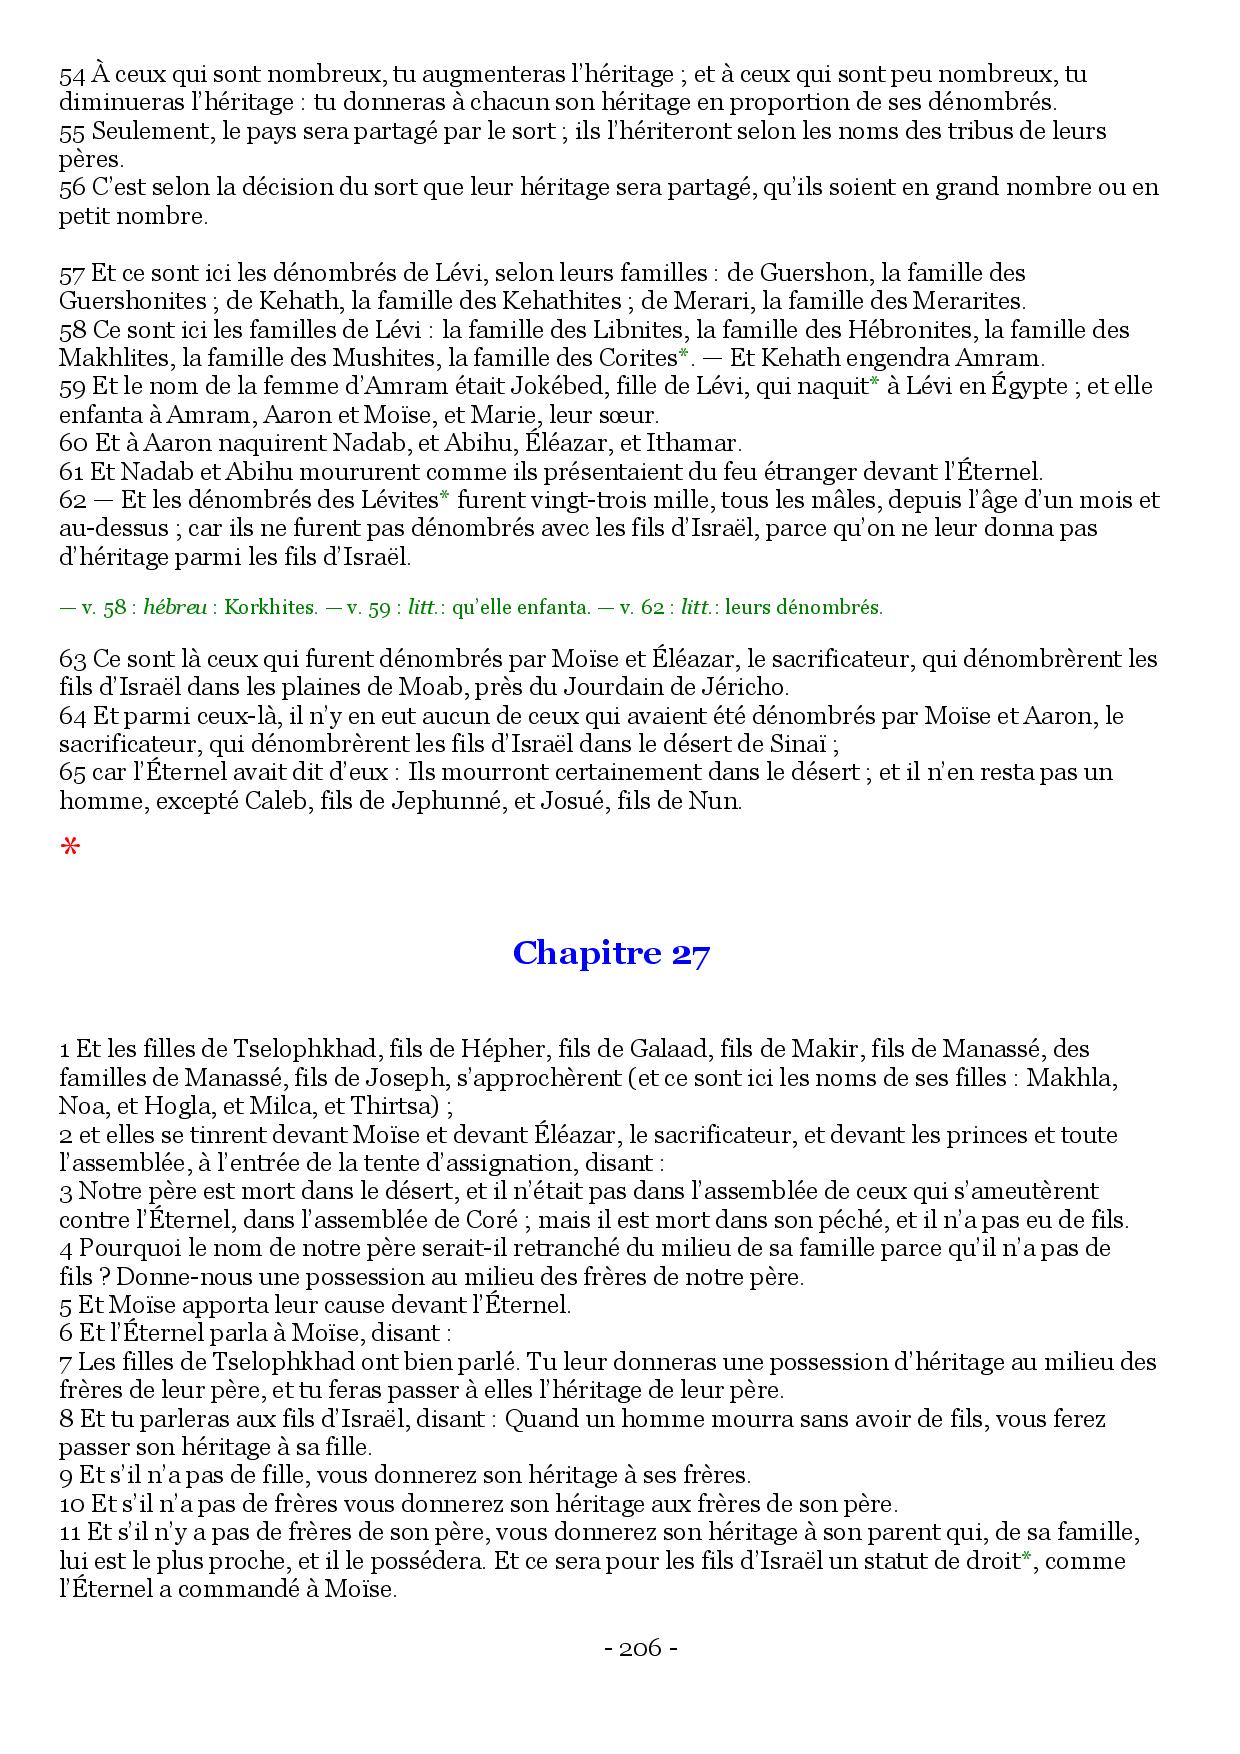 54 À ceux qui sont nombreux, tu augmenteras l’héritage ; et à ceux qui sont peu nombreux, tu
diminueras l’héritage : tu donneras à chacun son héritage en proportion de ses dénombrés.
55 Seulement, le pays sera partagé par le sort ; ils l’hériteront selon les noms des tribus de leurs
pères.
56 C’est selon la décision du sort que leur héritage sera partagé, qu’ils soient en grand nombre ou en
petit nombre.
57 Et ce sont ici les dénombrés de Lévi, selon leurs familles : de Guershon, la famille des
Guershonites ; de Kehath, la famille des Kehathites ; de Merari, la famille des Merarites.
58 Ce sont ici les familles de Lévi : la famille des Libnites, la famille des Hébronites, la famille des
Makhlites, la famille des Mushites, la famille des Corites*. — Et Kehath engendra Amram.
59 Et le nom de la femme d’Amram était Jokébed, fille de Lévi, qui naquit* à Lévi en Égypte ; et elle
enfanta à Amram, Aaron et Moïse, et Marie, leur sœur.
60 Et à Aaron naquirent Nadab, et Abihu, Éléazar, et Ithamar.
61 Et Nadab et Abihu moururent comme ils présentaient du feu étranger devant l’Éternel.
62 — Et les dénombrés des Lévites* furent vingt-trois mille, tous les mâles, depuis l’âge d’un mois et
au-dessus ; car ils ne furent pas dénombrés avec les fils d’Israël, parce qu’on ne leur donna pas
d’héritage parmi les fils d’Israël.
— v. 58 : hébreu : Korkhites. — v. 59 : litt.: qu’elle enfanta. — v. 62 : litt.: leurs dénombrés.
63 Ce sont là ceux qui furent dénombrés par Moïse et Éléazar, le sacrificateur, qui dénombrèrent les
fils d’Israël dans les plaines de Moab, près du Jourdain de Jéricho.
64 Et parmi ceux-là, il n’y en eut aucun de ceux qui avaient été dénombrés par Moïse et Aaron, le
sacrificateur, qui dénombrèrent les fils d’Israël dans le désert de Sinaï ;
65 car l’Éternel avait dit d’eux : Ils mourront certainement dans le désert ; et il n’en resta pas un
homme, excepté Caleb, fils de Jephunné, et Josué, fils de Nun.
*
Chapitre 27
1 Et les filles de Tselophkhad, fils de Hépher, fils de Galaad, fils de Makir, fils de Manassé, des
familles de Manassé, fils de Joseph, s’approchèrent (et ce sont ici les noms de ses filles : Makhla,
Noa, et Hogla, et Milca, et Thirtsa) ;
2 et elles se tinrent devant Moïse et devant Éléazar, le sacrificateur, et devant les princes et toute
l’assemblée, à l’entrée de la tente d’assignation, disant :
3 Notre père est mort dans le désert, et il n’était pas dans l’assemblée de ceux qui s’ameutèrent
contre l’Éternel, dans l’assemblée de Coré ; mais il est mort dans son péché, et il n’a pas eu de fils.
4 Pourquoi le nom de notre père serait-il retranché du milieu de sa famille parce qu’il n’a pas de
fils ? Donne-nous une possession au milieu des frères de notre père.
5 Et Moïse apporta leur cause devant l’Éternel.
6 Et l’Éternel parla à Moïse, disant :
7 Les filles de Tselophkhad ont bien parlé. Tu leur donneras une possession d’héritage au milieu des
frères de leur père, et tu feras passer à elles l’héritage de leur père.
8 Et tu parleras aux fils d’Israël, disant : Quand un homme mourra sans avoir de fils, vous ferez
passer son héritage à sa fille.
9 Et s’il n’a pas de fille, vous donnerez son héritage à ses frères.
10 Et s’il n’a pas de frères vous donnerez son héritage aux frères de son père.
11 Et s’il n’y a pas de frères de son père, vous donnerez son héritage à son parent qui, de sa famille,
lui est le plus proche, et il le possédera. Et ce sera pour les fils d’Israël un statut de droit*, comme
l’Éternel a commandé à Moïse.
- 206 -